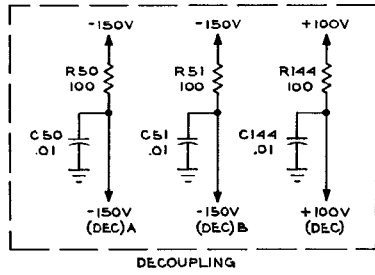 -150V -150V +100V
R50 R51 R144
100 100 100
C50 C51 C144
.01 .01 .01
-150V -150V +100V
(DEC) A (DEC) B (DEC)
DECOUPLING